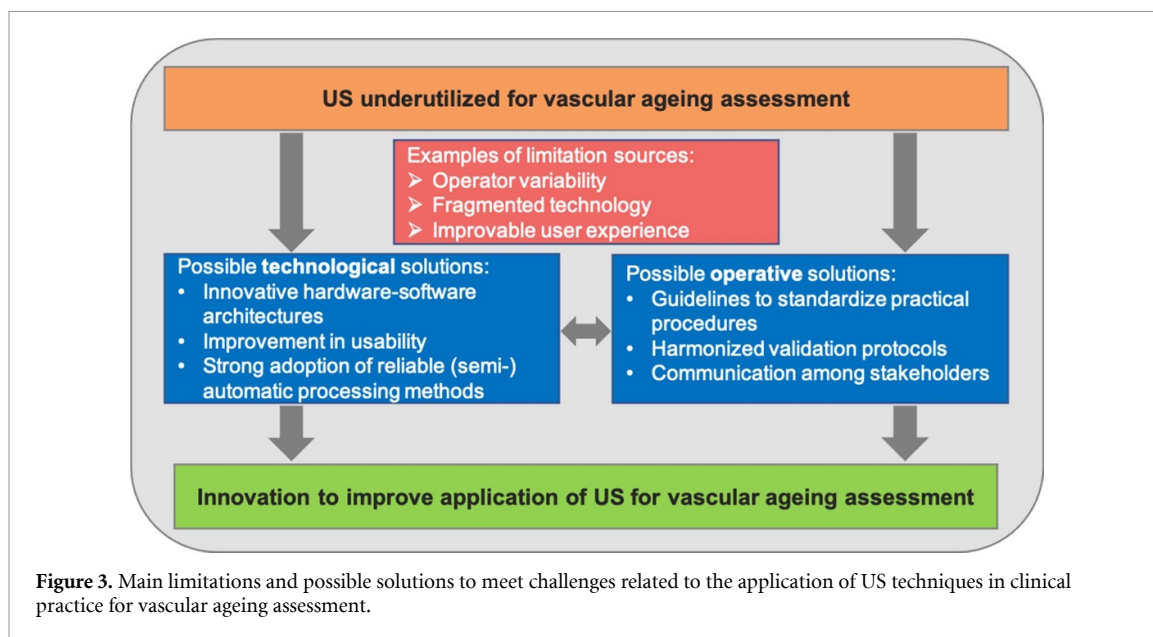 US underutilized for vascular ageing assessment
Examples of limitation sources:
➢ Operator variability
➢ Fragmented technology
➢ Improvable user experience
Possible technological solutions:
• Innovative hardware-software
architectures
• Improvement in usability
• Strong adoption of reliable (semi-)
automatic processing methods
Possible operative solutions:
• Guidelines to standardize practical
procedures
• Harmonized validation protocols
• Communication among stakeholders
Innovation to improve application of US for vascular ageing assessment
Figure 3. Main limitations and possible solutions to meet challenges related to the application of US techniques in clinical
practice for vascular ageing assessment.